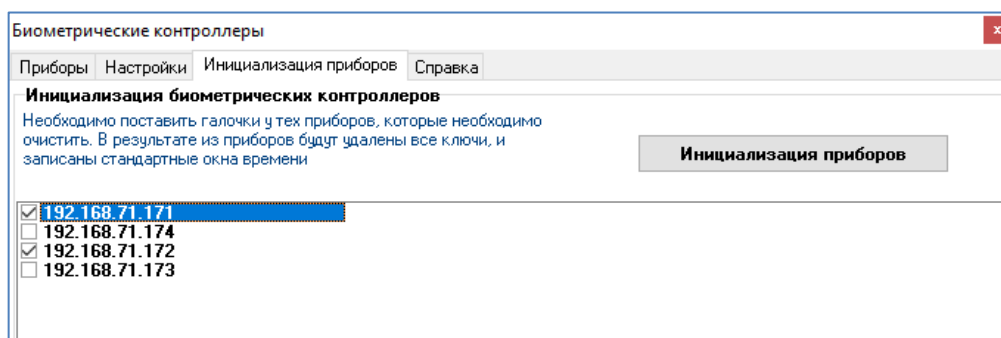 Биометрические контроллеры
x
Приборы Настройки Инициализация приборов Справка
Инициализация биометрических контроллеров
Необходимо поставить галочки у тех приборов, которые необходимо
очистить. В результате из приборов будут удалены все ключи, и
записаны стандартные окна времени
Инициализация приборов
192.168.71.171
192.168.71.174
192.168.71.172
192.168.71.173